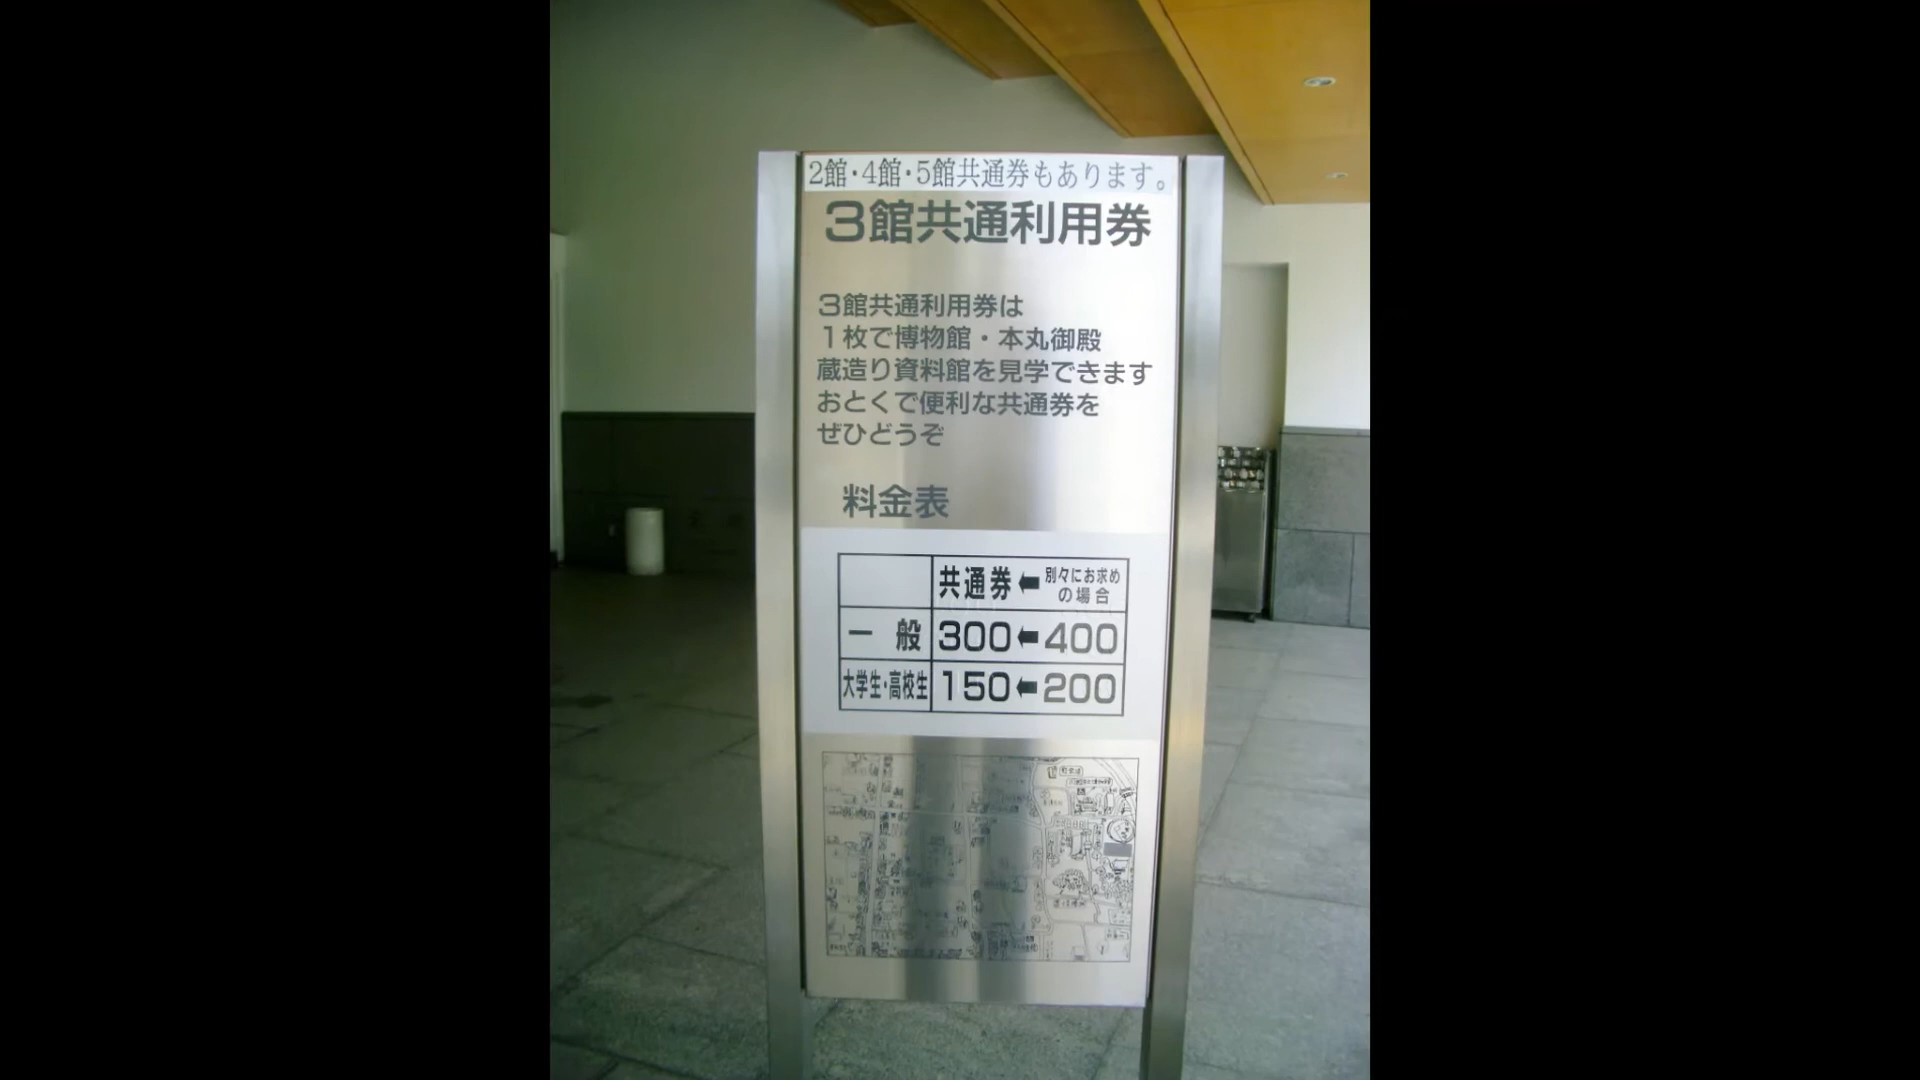 2館・4館・5館共通券もあります。
3館共通利用券
3館共通利用券は
1枚で博物館・本丸御殿
蔵造り資料館を見学できます
おとくで便利な共通券を
ぜひどうぞ
料金表
共通券⬅別々にお求めの場合
一般 300⬅400
大学生・高校生 150⬅200